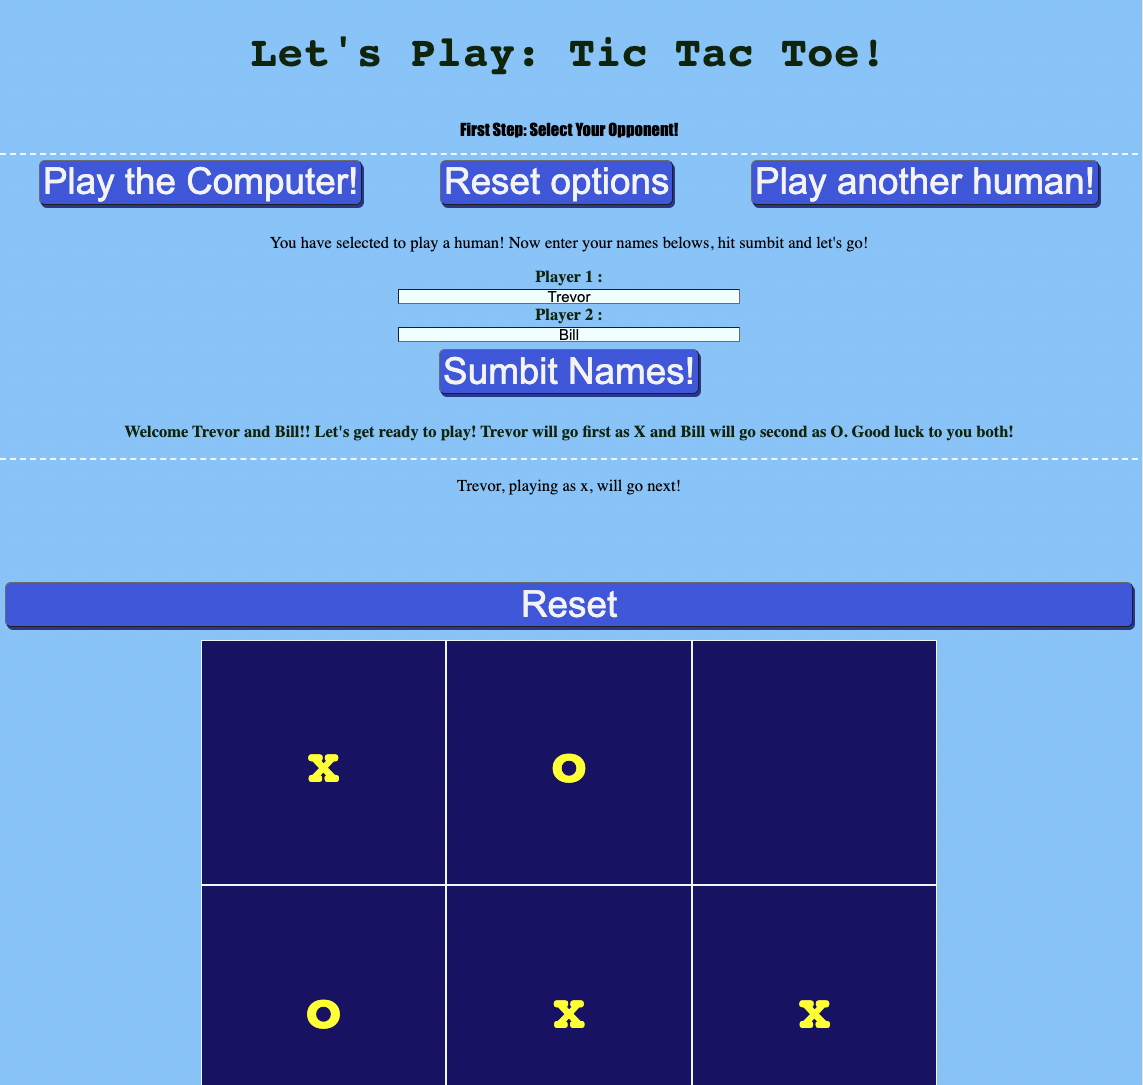 Let's Play: Tic Tac Toe!
First Step: Select Your Opponent!
Play the Computer! Reset options Play another human!
You have selected to play a human! Now enter your names belows, hit sumbit and let's go!
Player 1 :
Trevor
Player 2 :
Bill
Sumbit Names!
Welcome Trevor and Bill!! Let's get ready to play! Trevor will go first as X and Bill will go second as O. Good luck to you both!
Trevor, playing as x, will go next!
Reset
x o
o x x